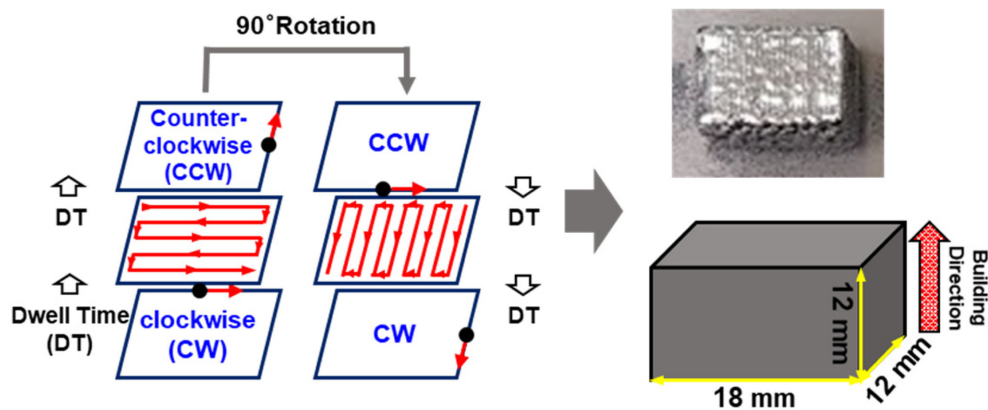 90˚Rotation
Counter-
clockwise
(CCW)
CCW
DT
DT
Dwell Time
(DT)
clockwise
(CW)
CW
DT
Building
Direction
12 mm
12 mm
18 mm